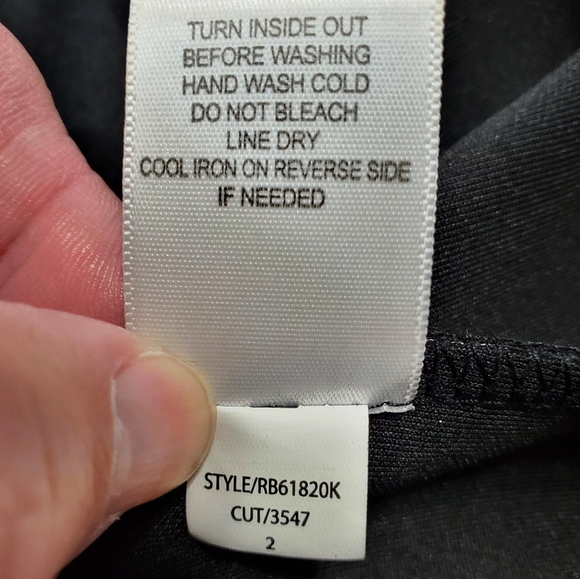 TURN INSIDE OUT
BEFORE WASHING
HAND WASH COLD
DO NOT BLEACH
LINE DRY
COOL IRON ON REVERSE SIDE
IF NEEDED
STYLE/RB61820K
CUT/3547
2